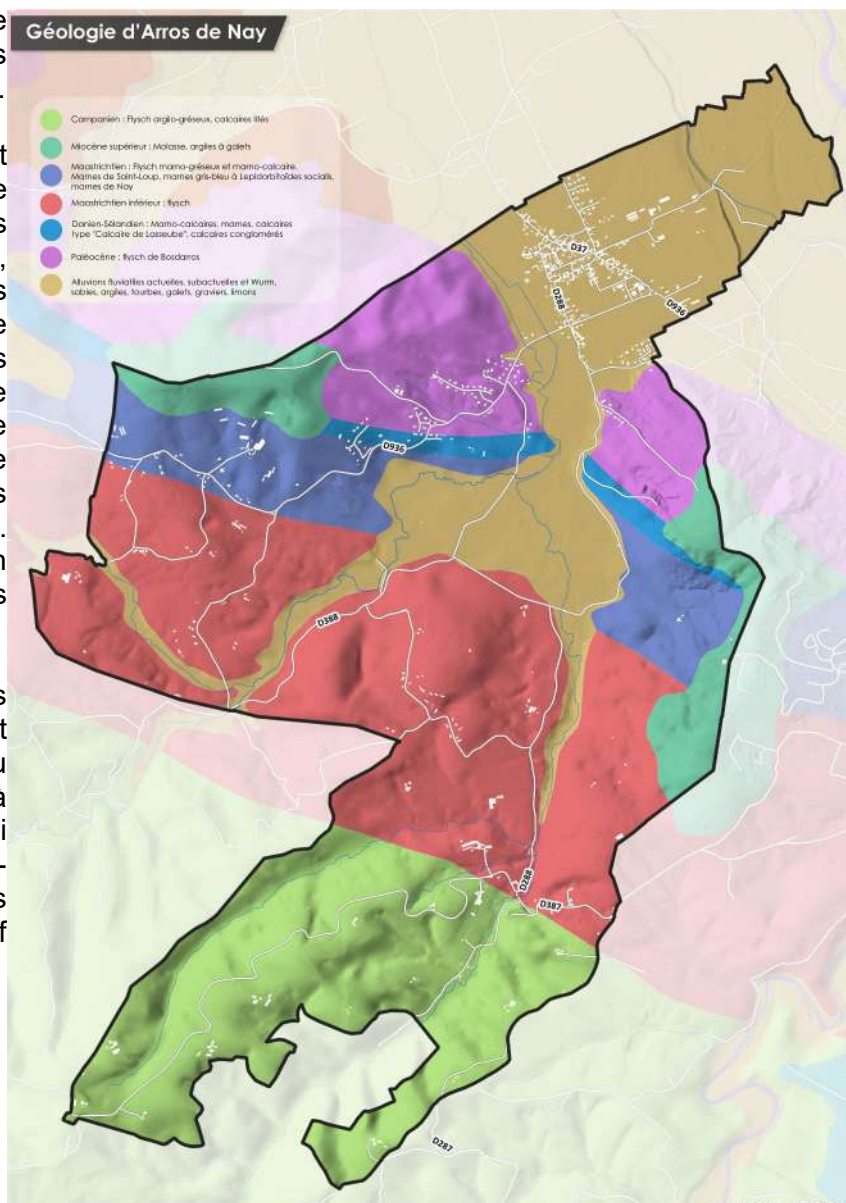 Géologie d'Arros de Nay
Campanien : Flysch argilo-gréseux, calcaires lités
Miocène supérieur : Molasse, argiles à galets
Maastrichtien : Flysch marno-gréseux et marno-calcaire,
Marnes de Saint-Loup, marnes gris-bleu à Lepidorbitoïdes socialis,
marnes de Nay
Maastrichtien inférieur : flysch
Danien-Sélandien : Marno-calcaires, marnes, calcaires
type "Calcaire de Lasseube", calcaires conglomérés
Paléocène : flysch de Bosdarros
Alluvions fluviatiles actuelles, subactuelles et Wurm,
sables, argiles, tourbes, galets, graviers, limons
D37
D288
D936
D936
D388
D288
D387
D287